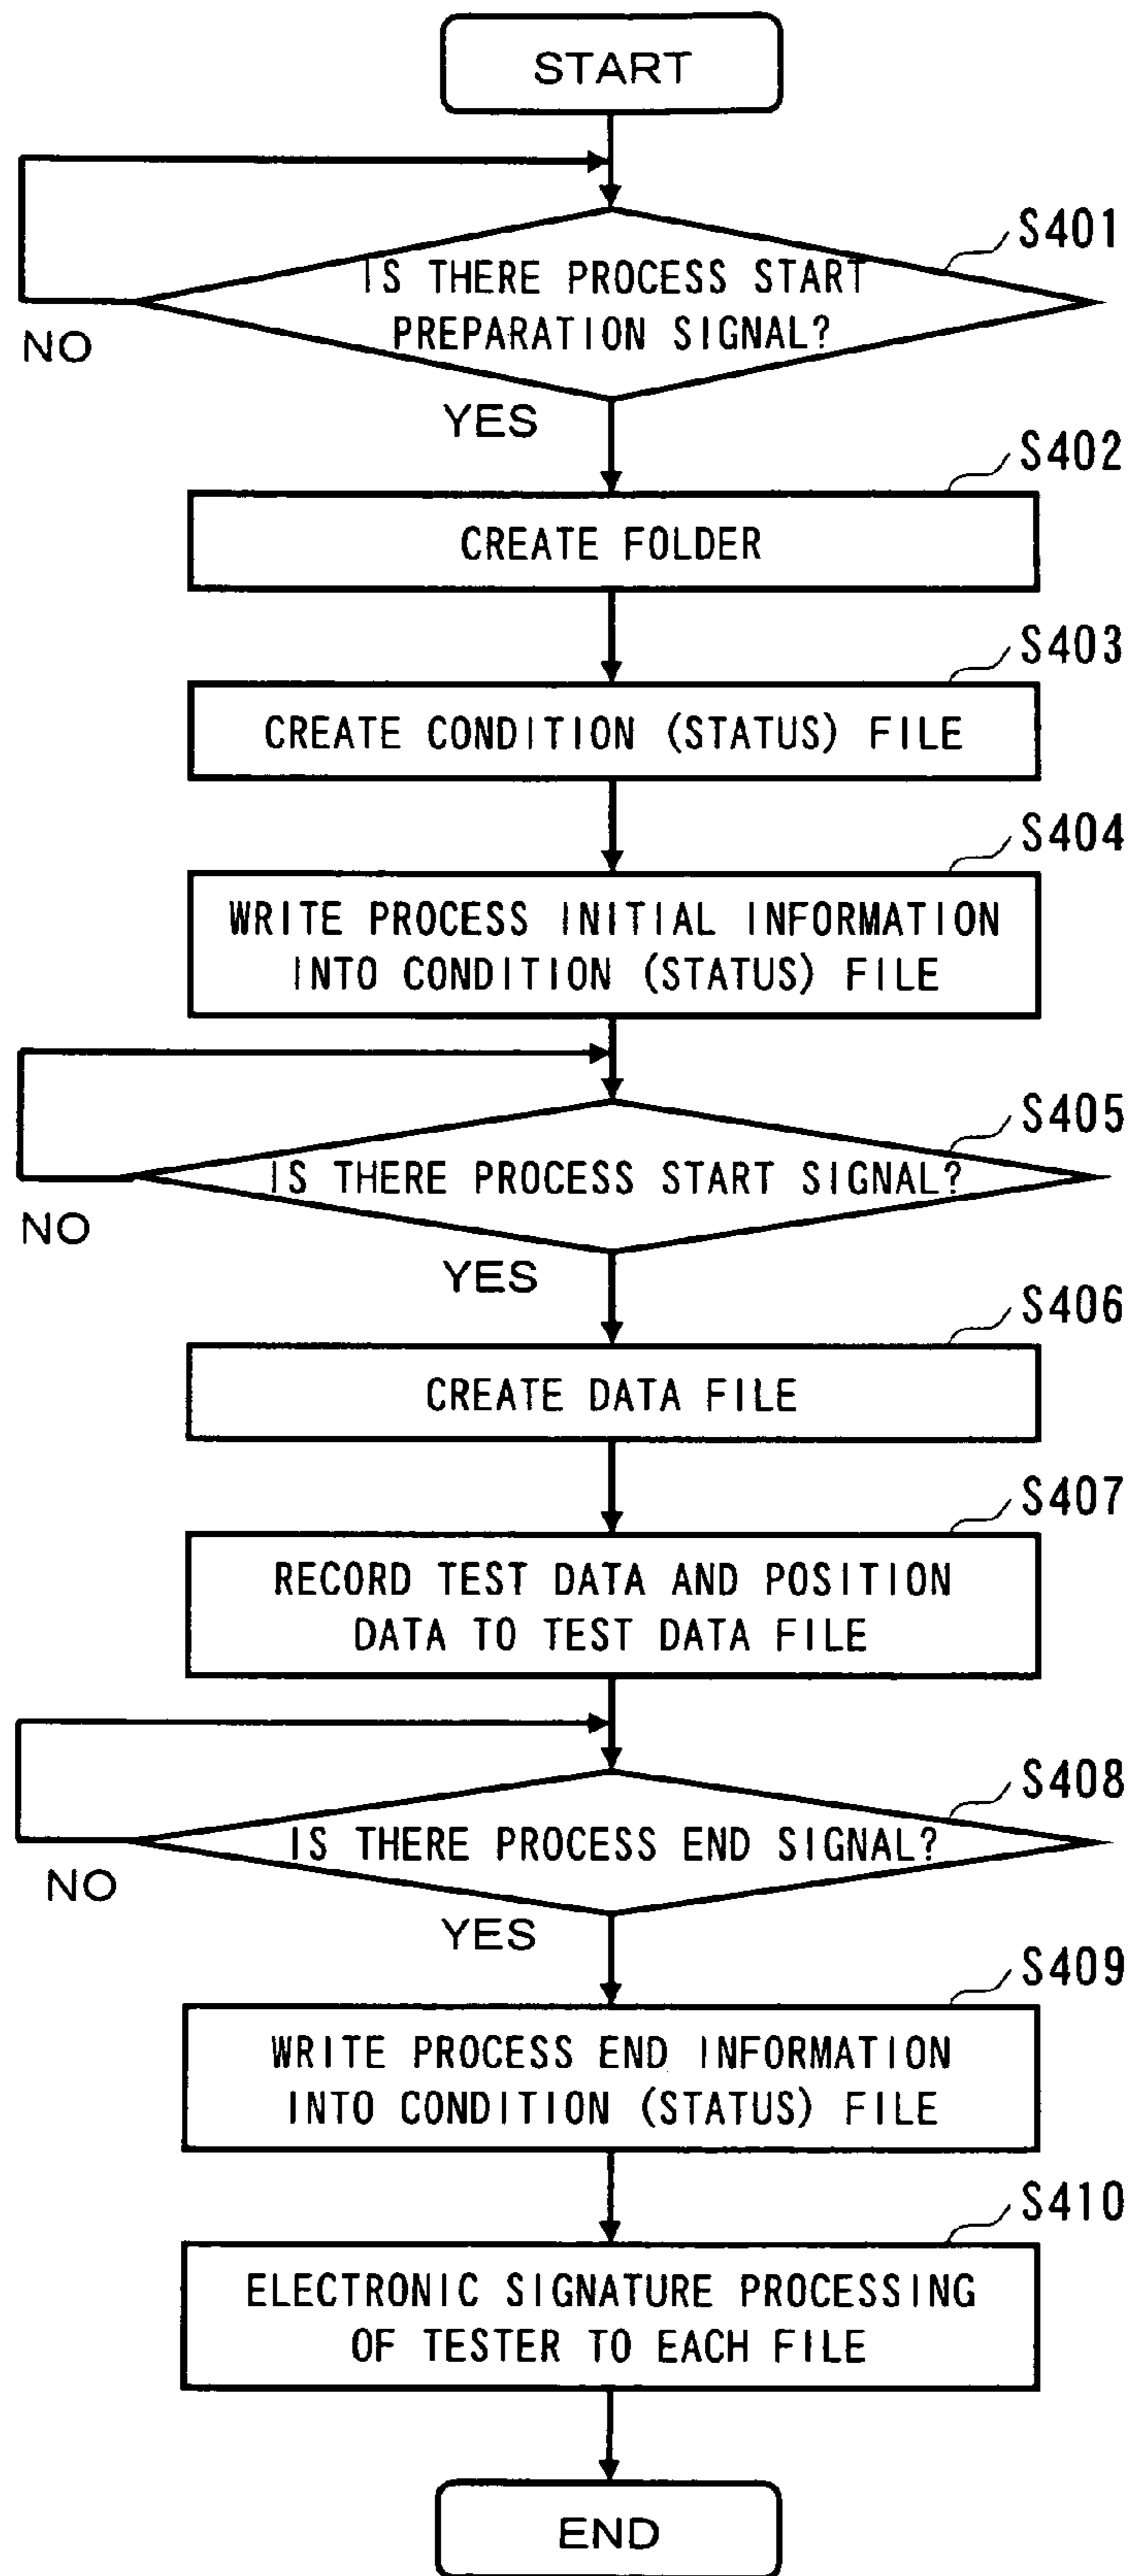 START
S401
IS THERE PROCESS START
PREPARATION SIGNAL?
NO
YES
S402
CREATE FOLDER
S403
CREATE CONDITION (STATUS) FILE
S404
WRITE PROCESS INITIAL INFORMATION
INTO CONDITION (STATUS) FILE
S405
IS THERE PROCESS START SIGNAL?
NO
YES
S406
CREATE DATA FILE
S407
RECORD TEST DATA AND POSITION
DATA TO TEST DATA FILE
S408
IS THERE PROCESS END SIGNAL?
NO
YES
S409
WRITE PROCESS END INFORMATION
INTO CONDITION (STATUS) FILE
S410
ELECTRONIC SIGNATURE PROCESSING
OF TESTER TO EACH FILE
END